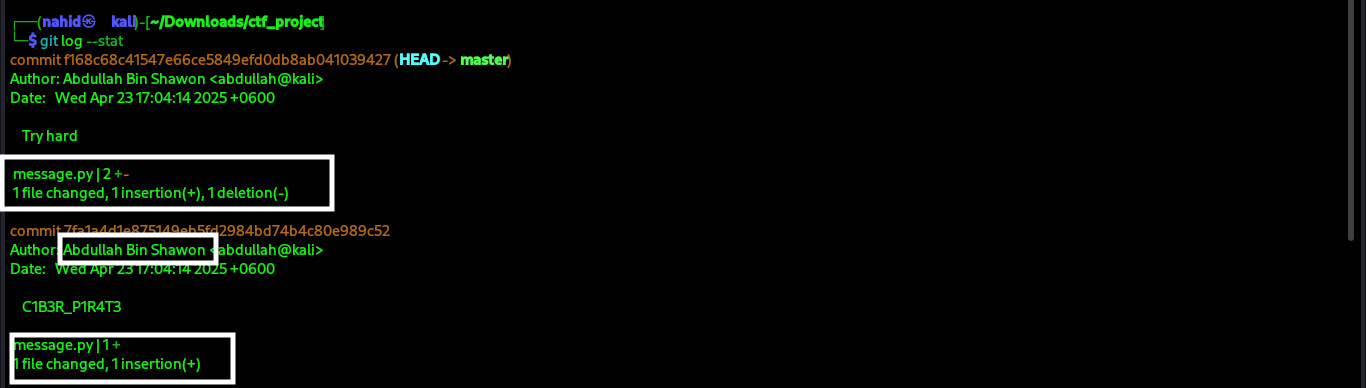 ┌──(nahid㉿kali)-[~/Downloads/ctf_project]
└─$ git log --stat
commit f168c68c41547e66ce5849efd0db8ab041039427 (HEAD -> master)
Author: Abdullah Bin Shawon <abdullah@kali>
Date: Wed Apr 23 17:04:14 2025 +0600
Try hard
message.py | 2 +-
1 file changed, 1 insertion(+), 1 deletion(-)
commit 7fa1a4d1e875149eb5fd2984bd74b4c80e989c52
Author: Abdullah Bin Shawon <abdullah@kali>
Date: Wed Apr 23 17:04:14 2025 +0600
C1B3R_P1R4T3
message.py | 1 +
1 file changed, 1 insertion(+)